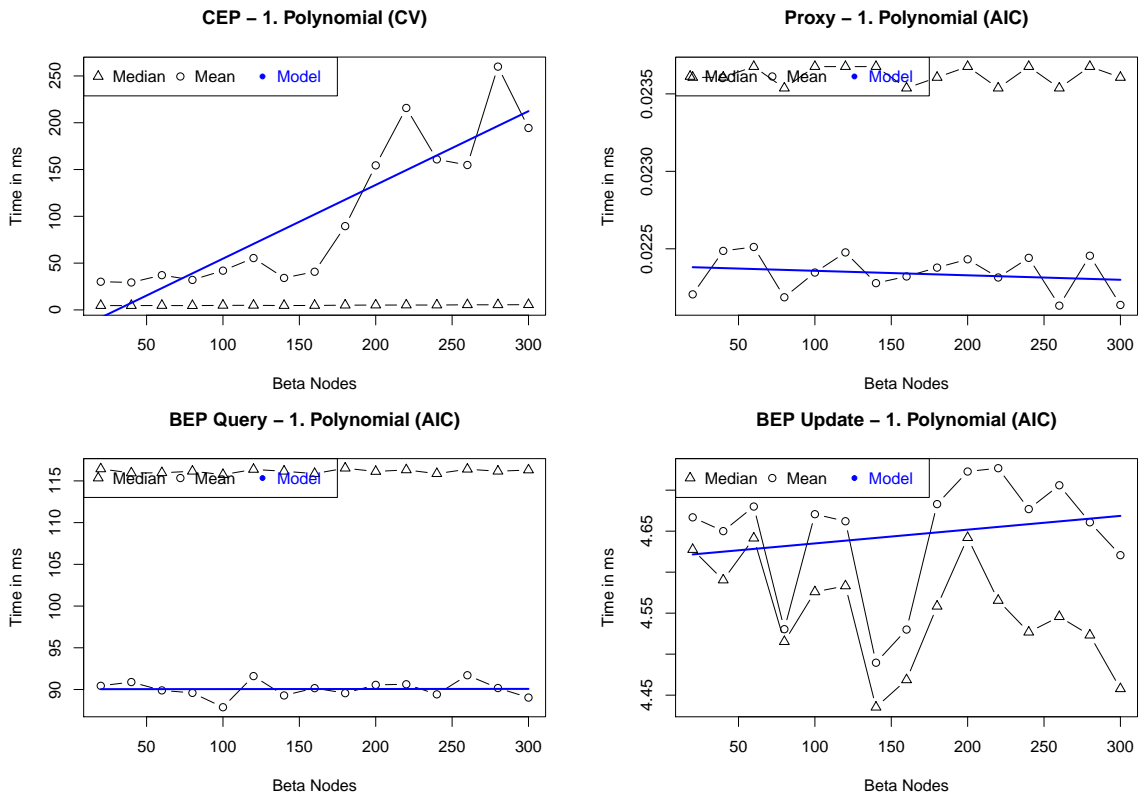 CEP – 1. Polynomial (CV)
Median Mean Model
Time in ms
0 50 100 150 200 250
50 100 150 200 250 300
Beta Nodes
Proxy – 1. Polynomial (AIC)
Median Mean Model
Time in ms
0.0225 0.0230 0.0235
50 100 150 200 250 300
Beta Nodes
BEP Query – 1. Polynomial (AIC)
Median Mean Model
Time in ms
90 95 100 105 110 115
50 100 150 200 250 300
Beta Nodes
BEP Update – 1. Polynomial (AIC)
Median Mean Model
Time in ms
4.45 4.55 4.65
50 100 150 200 250 300
Beta Nodes